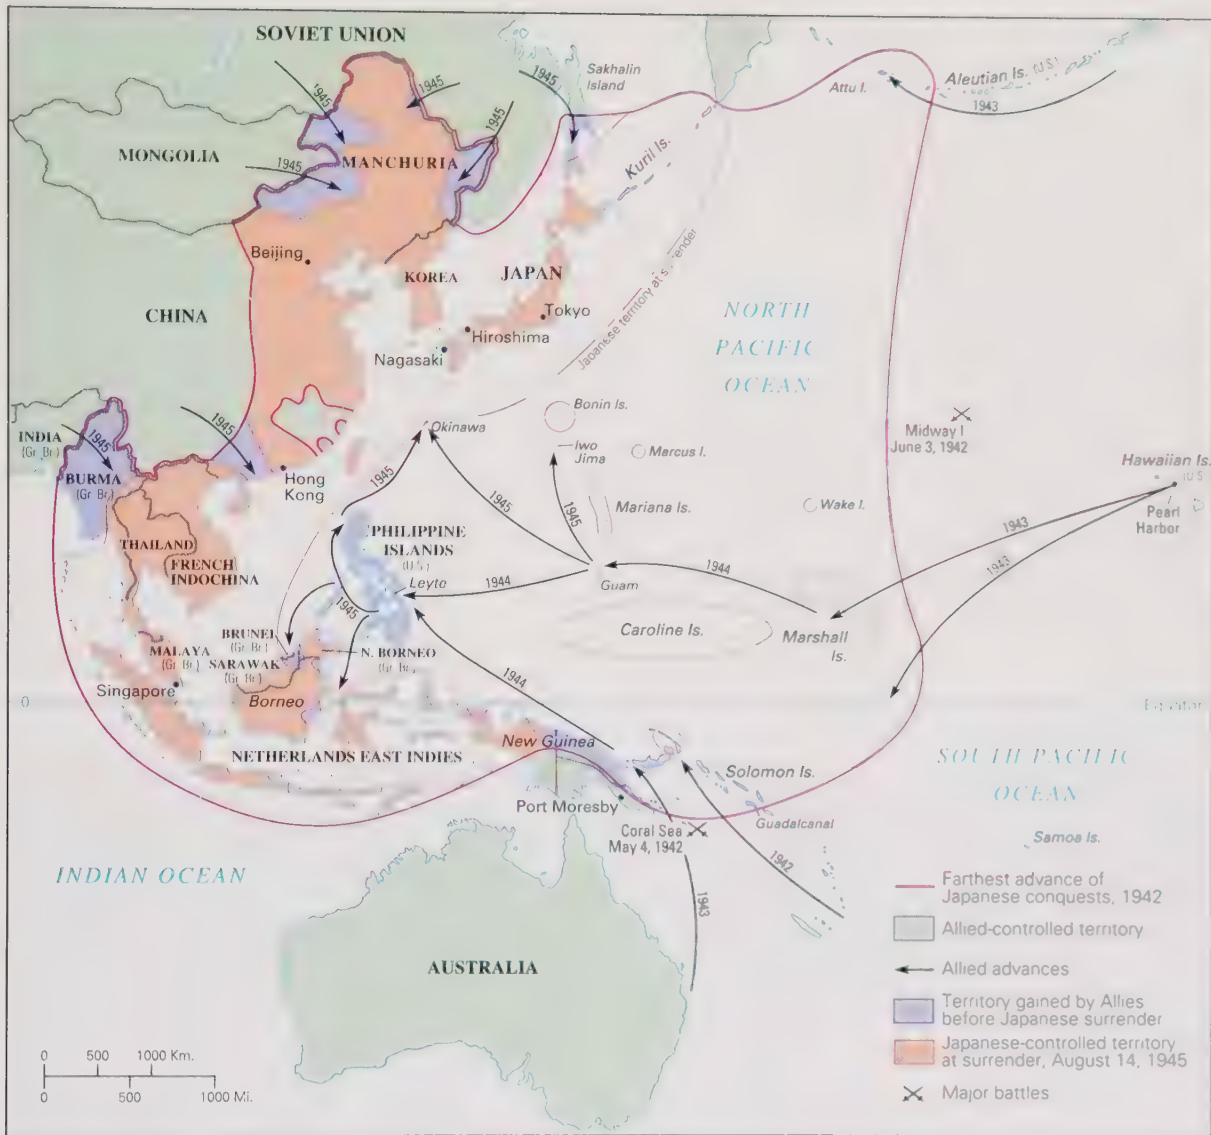 SOVIET UNION
1945
1945
1945
1945
1945
Sakhalin
Island
Attu I.
Aleutian Is. (U.S.)
1943
MONGOLIA
MANCHURIA
Kuril Is.
Beijing
KOREA
JAPAN
Tokyo
Hiroshima
Nagasaki
Japanese territory at surrender
CHINA
NORTH
PACIFIC
OCEAN
Okinawa
Bonin Is.
Iwo
Jima
Marcus I.
Midway I
June 3, 1942
Hawaiian Is.
(U.S.
Pearl
Harbor
INDIA
(Gr. Br.)
1945
1945
BURMA
(Gr. Br.)
Hong
Kong
1945
1945
1945
Mariana Is.
Wake I.
1943
1943
THAILAND
FRENCH
INDOCHINA
PHILIPPINE
ISLANDS
(U.S.)
Leyte
1944
Guam
1944
1945
Caroline Is.
Marshall
Is.
BRUNEI
(Gr. Br.)
MALAYA
(Gr. Br.)
SARAWAK
(Gr. Br.)
N. BORNEO
(Gr. Br.)
1944
Singapore
Borneo
0
Equator
NETHERLANDS EAST INDIES
New Guinea
Solomon Is.
SOUTH PACIFIC
OCEAN
Port Moresby
Guadalcanal
Coral Sea
May 4, 1942
1942
Samoa Is.
INDIAN OCEAN
1943
AUSTRALIA
Farthest advance of
Japanese conquests, 1942
Allied-controlled territory
Allied advances
Territory gained by Allies
before Japanese surrender
Japanese-controlled territory
at surrender, August 14, 1945
Major battles
0 500 1000 Km.
0 500 1000 Mi.